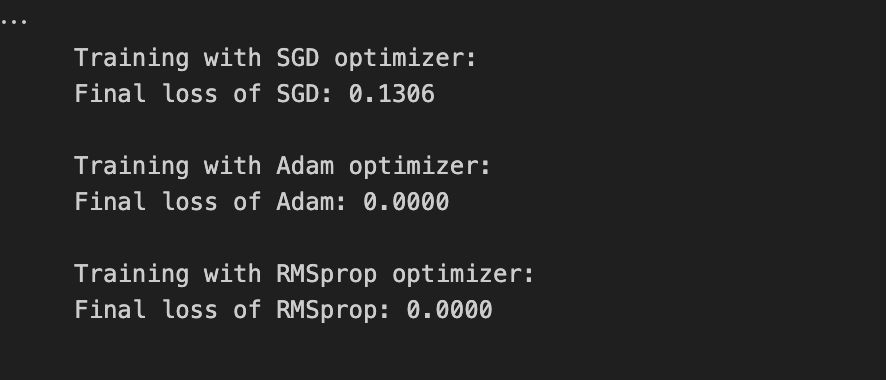 ...
Training with SGD optimizer:
Final loss of SGD: 0.1306
Training with Adam optimizer:
Final loss of Adam: 0.0000
Training with RMSprop optimizer:
Final loss of RMSprop: 0.0000